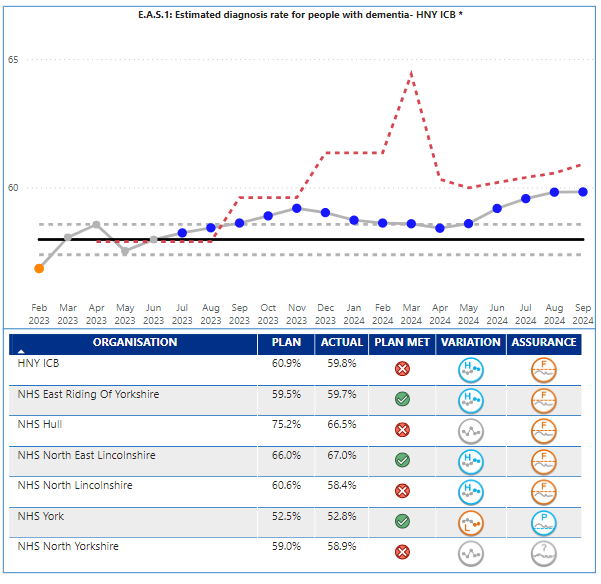 E.A.S.1: Estimated diagnosis rate for people with dementia- HNY ICB *
65
60
Feb Mar Apr May Jun Jul Aug Sep Oct Nov Dec Jan Feb Mar Apr May Jun Jul Aug Sep
2023 2023 2023 2023 2023 2023 2023 2023 2023 2023 2023 2024 2024 2024 2024 2024 2024 2024 2024 2024
ORGANISATION PLAN ACTUAL PLAN MET VARIATION ASSURANCE
HNY ICB 60.9% 59.8% H F
NHS East Riding Of Yorkshire 59.5% 59.7% H F
NHS Hull 75.2% 66.5% F
NHS North East Lincolnshire 66.0% 67.0% H F
NHS North Lincolnshire 60.6% 58.4% H F
NHS York 52.5% 52.8% L P
NHS North Yorkshire 59.0% 58.9% ?